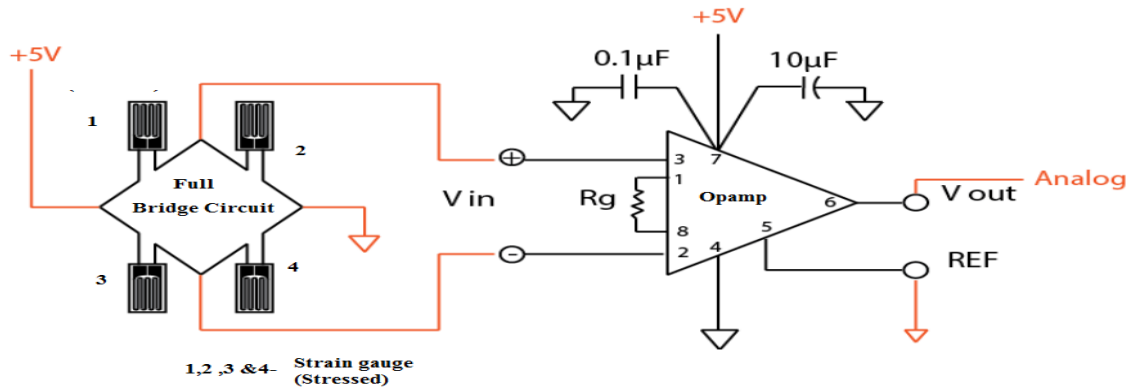 +5V
+5V
0.1µF
10µF
1
2
Full
Bridge Circuit
3
4
V in
+
-
Rg
3
1
8
2
7
Opamp
6
5
4
V out
Analog
REF
1,2 ,3 &4- Strain gauge
(Stressed)